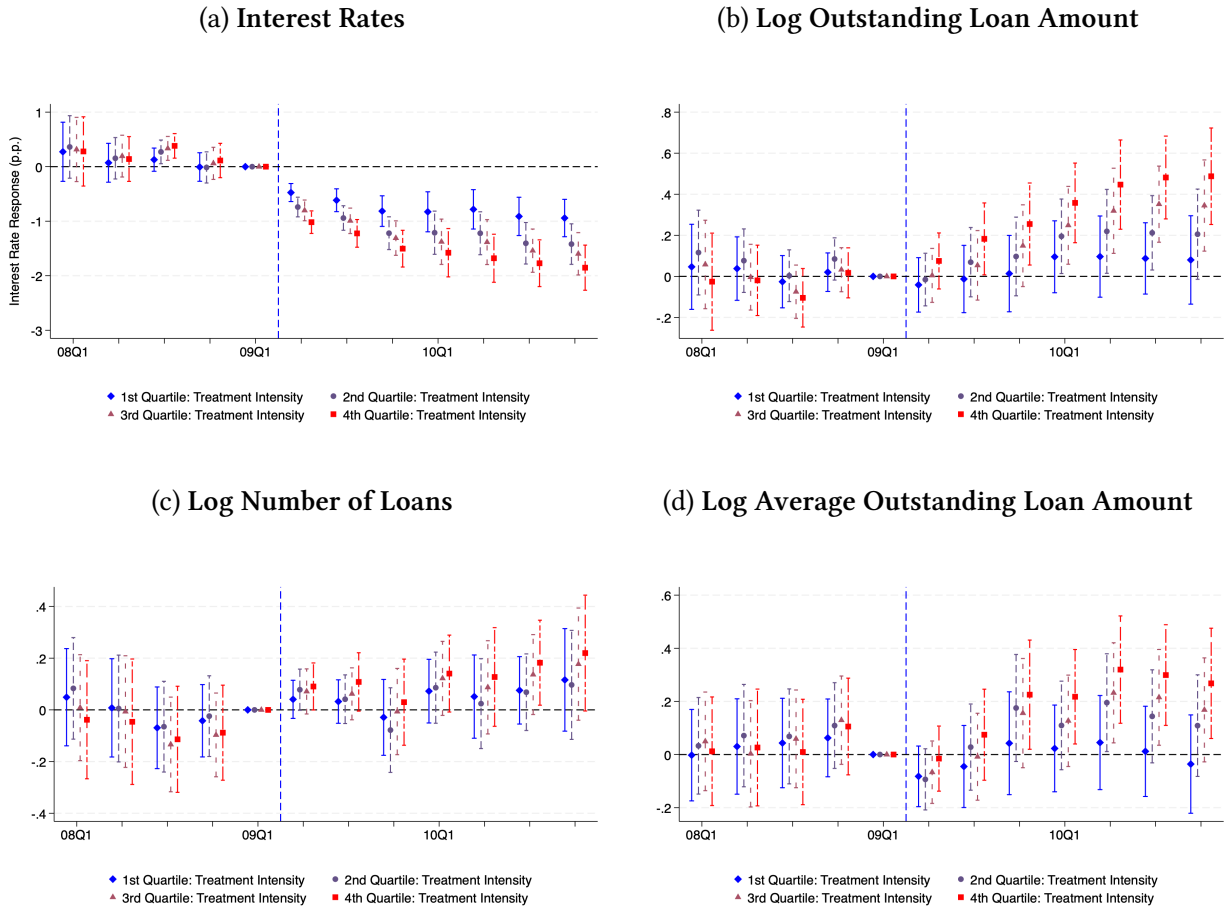 (a) Interest Rates
Interest Rate Response (p.p.)
1
0
-1
-2
-3
08Q1 09Q1 10Q1
1st Quartile: Treatment Intensity 2nd Quartile: Treatment Intensity
3rd Quartile: Treatment Intensity 4th Quartile: Treatment Intensity
(b) Log Outstanding Loan Amount
.8
.6
.4
.2
0
-.2
08Q1 09Q1 10Q1
1st Quartile: Treatment Intensity 2nd Quartile: Treatment Intensity
3rd Quartile: Treatment Intensity 4th Quartile: Treatment Intensity
(c) Log Number of Loans
.4
.2
0
-.2
-.4
08Q1 09Q1 10Q1
1st Quartile: Treatment Intensity 2nd Quartile: Treatment Intensity
3rd Quartile: Treatment Intensity 4th Quartile: Treatment Intensity
(d) Log Average Outstanding Loan Amount
.6
.4
.2
0
-.2
08Q1 09Q1 10Q1
1st Quartile: Treatment Intensity 2nd Quartile: Treatment Intensity
3rd Quartile: Treatment Intensity 4th Quartile: Treatment Intensity